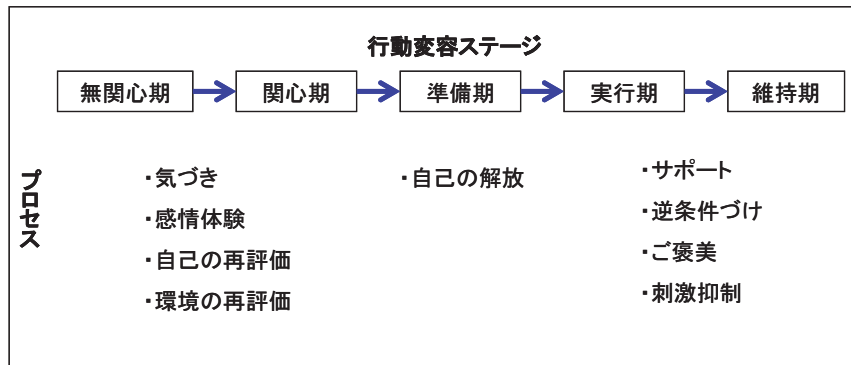 行動変容ステージ
無関心期 関心期 準備期 実行期 維持期
プロセス
・気づき
・感情体験
・自己の再評価
・環境の再評価
・自己の解放
・サポート
・逆条件づけ
・ご褒美
・刺激抑制